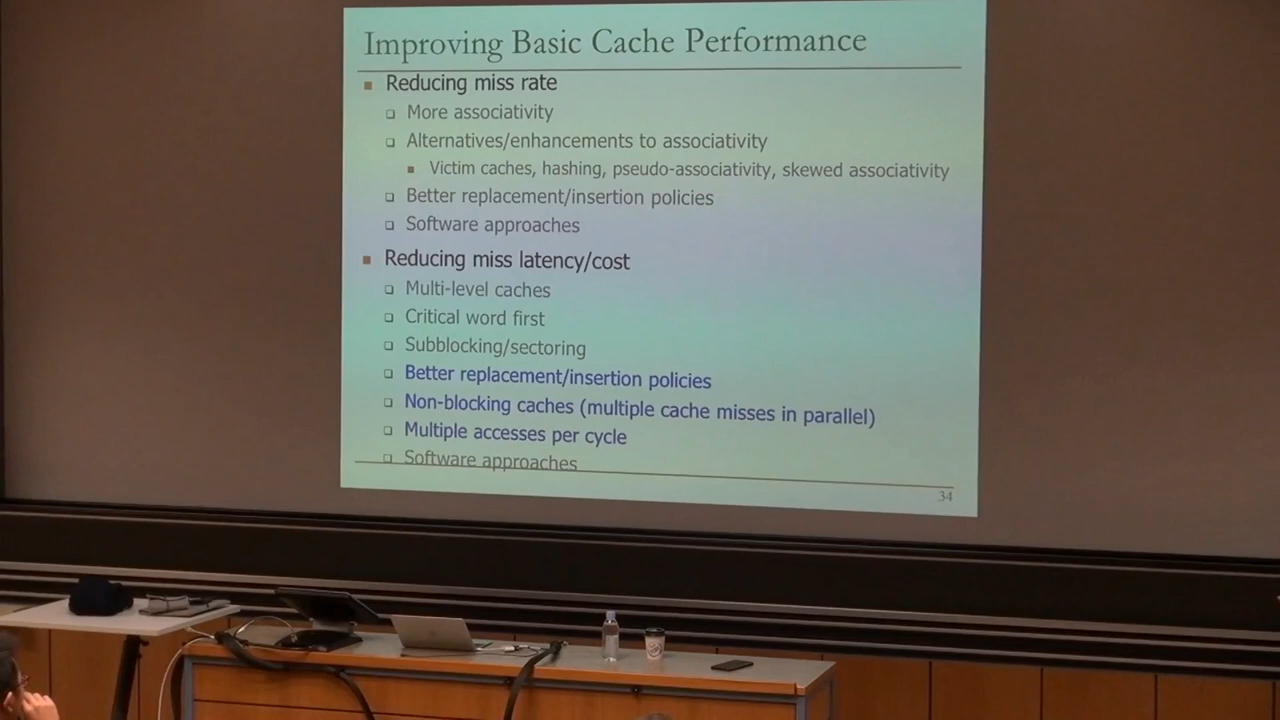 Improving Basic Cache Performance
Reducing miss rate
More associativity
Alternatives/enhancements to associativity
Victim caches, hashing, pseudo-associativity, skewed associativity
Better replacement/insertion policies
Software approaches
Reducing miss latency/cost
Multi-level caches
Critical word first
Subblocking/sectoring
Better replacement/insertion policies
Non-blocking caches (multiple cache misses in parallel)
Multiple accesses per cycle
Software approaches
34